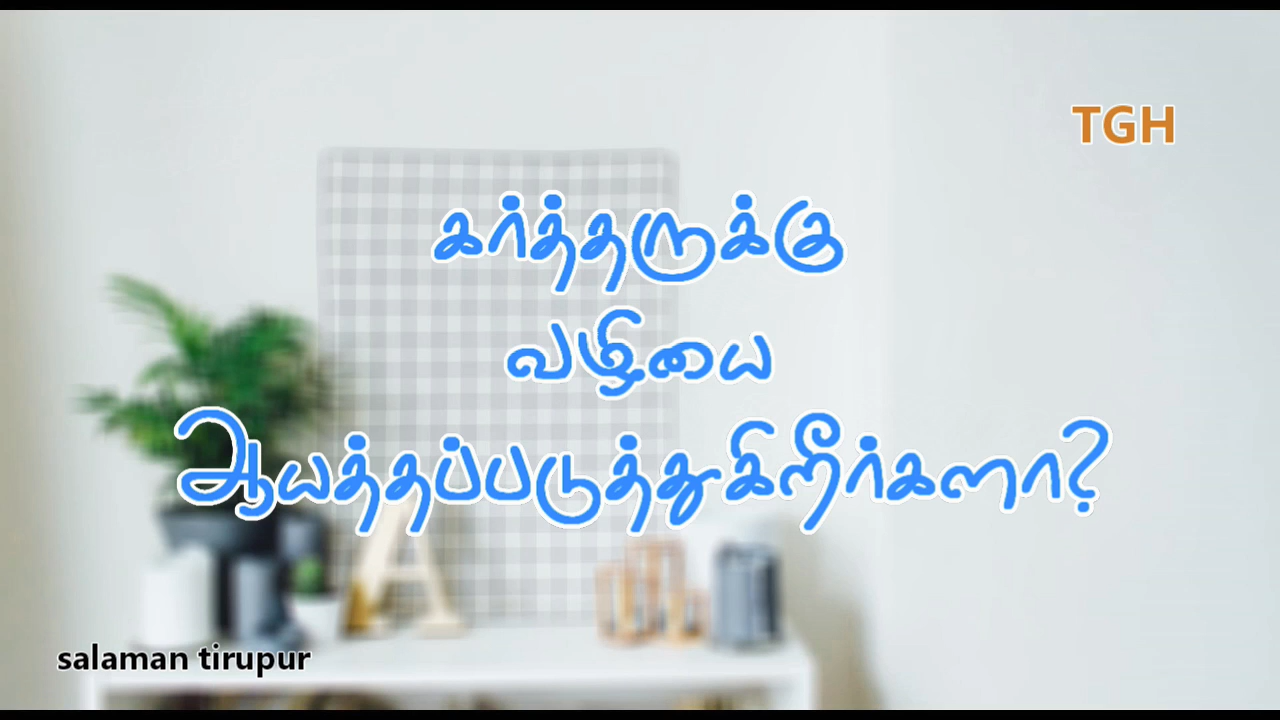 TGH
கர்த்தருக்கு
வழியை
ஆயத்தப்படுத்துகிறீர்களா?
salaman tirupur